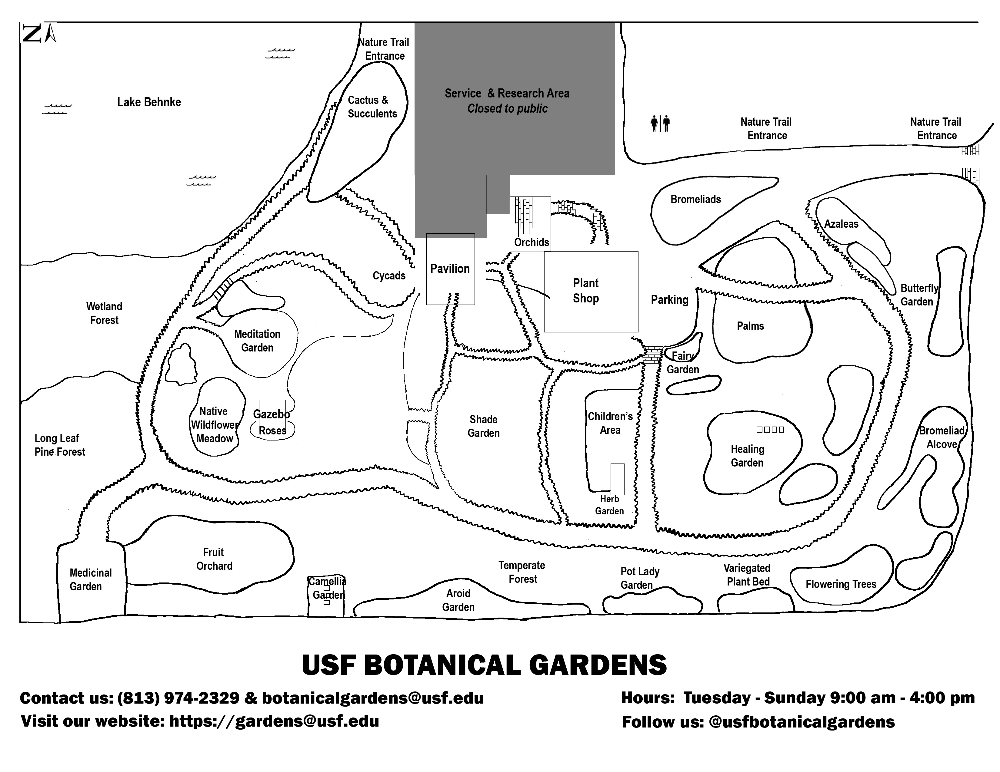 N
Nature Trail
Entrance
Lake Behnke
Cactus &
Succulents
Service & Research Area
Closed to public
Nature Trail
Entrance
Nature Trail
Entrance
Bromeliads
Azaleas
Orchids
Pavilion
Cycads
Plant
Shop
Parking
Butterfly
Garden
Wetland
Forest
Meditation
Garden
Palms
Fairy
Garden
Native
Wildflower
Meadow
Gazebo
Roses
Shade
Garden
Children's
Area
Healing
Garden
Bromeliad
Alcove
Long Leaf
Pine Forest
Herb
Garden
Fruit
Orchard
Medicinal
Garden
Camellia
Garden
Aroid
Garden
Temperate
Forest
Pot Lady
Garden
Variegated
Plant Bed
Flowering Trees
USF BOTANICAL GARDENS
Contact us: (813) 974-2329 & botanicalgardens@usf.edu
Visit our website: https://gardens@usf.edu
Hours: Tuesday - Sunday 9:00 am - 4:00 pm
Follow us: @usfbotanicalgardens